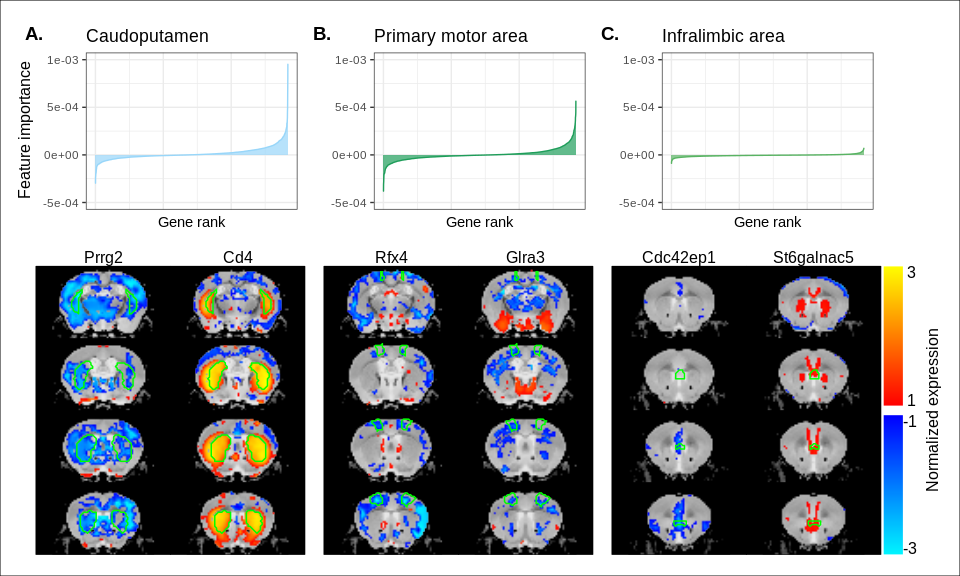 A. Caudoputamen
B. Primary motor area
C. Infralimbic area
Feature importance
1e-03
5e-04
0e+00
-5e-04
1e-03
5e-04
0e+00
-5e-04
1e-03
5e-04
0e+00
-5e-04
Gene rank
Gene rank
Gene rank
Prrg2 Cd4
Rfx4 Glra3
Cdc42ep1 St6galnac5
3
1
-1
-3
Normalized expression